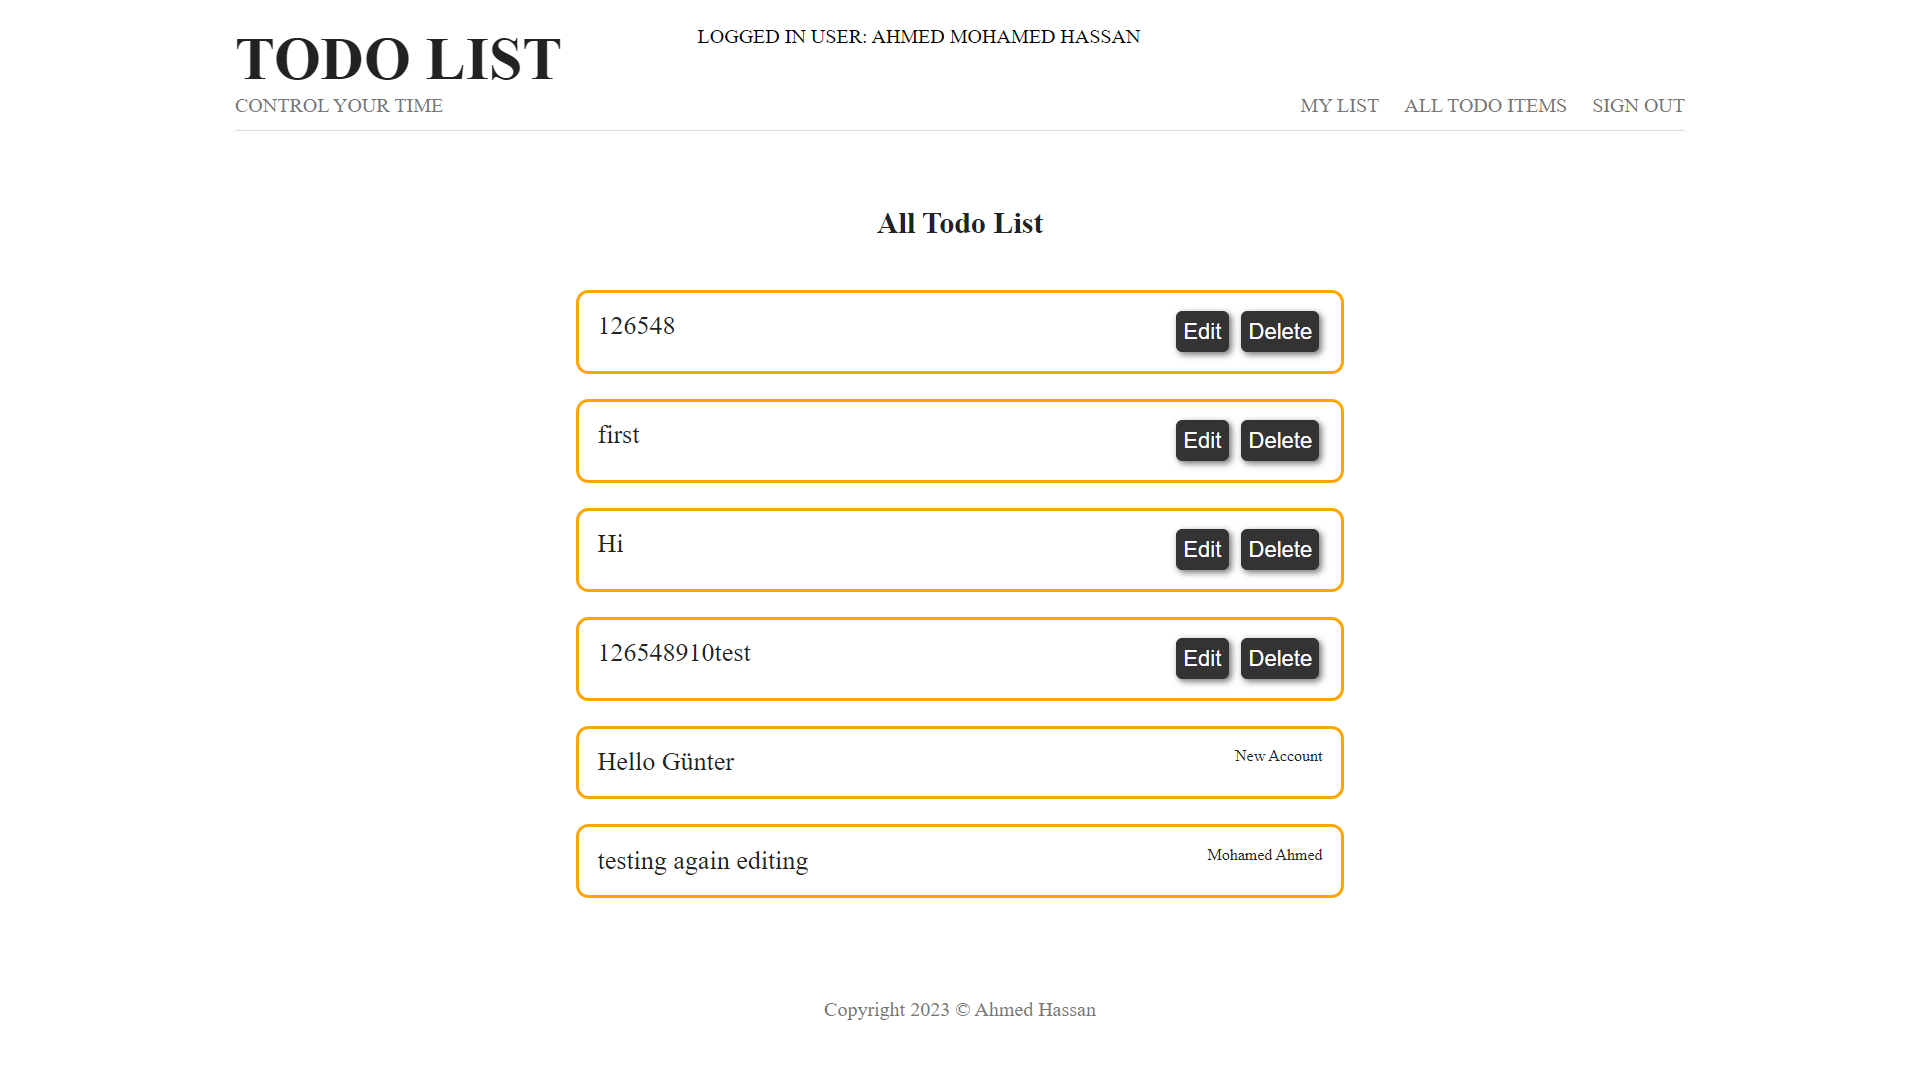 TODO LIST
LOGGED IN USER: AHMED MOHAMED HASSAN
CONTROL YOUR TIME
MY LIST ALL TODO ITEMS SIGN OUT
All Todo List
126548 Edit Delete
first Edit Delete
Hi Edit Delete
126548910test Edit Delete
Hello Günter New Account
testing again editing Mohamed Ahmed
Copyright 2023 © Ahmed Hassan